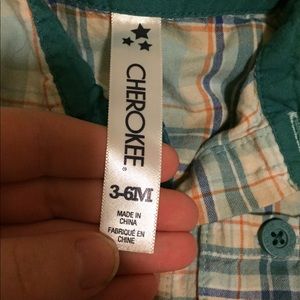 CHEROKEE®
3-6M
MADE IN
CHINA
FABRIQUÉ EN
CHINE